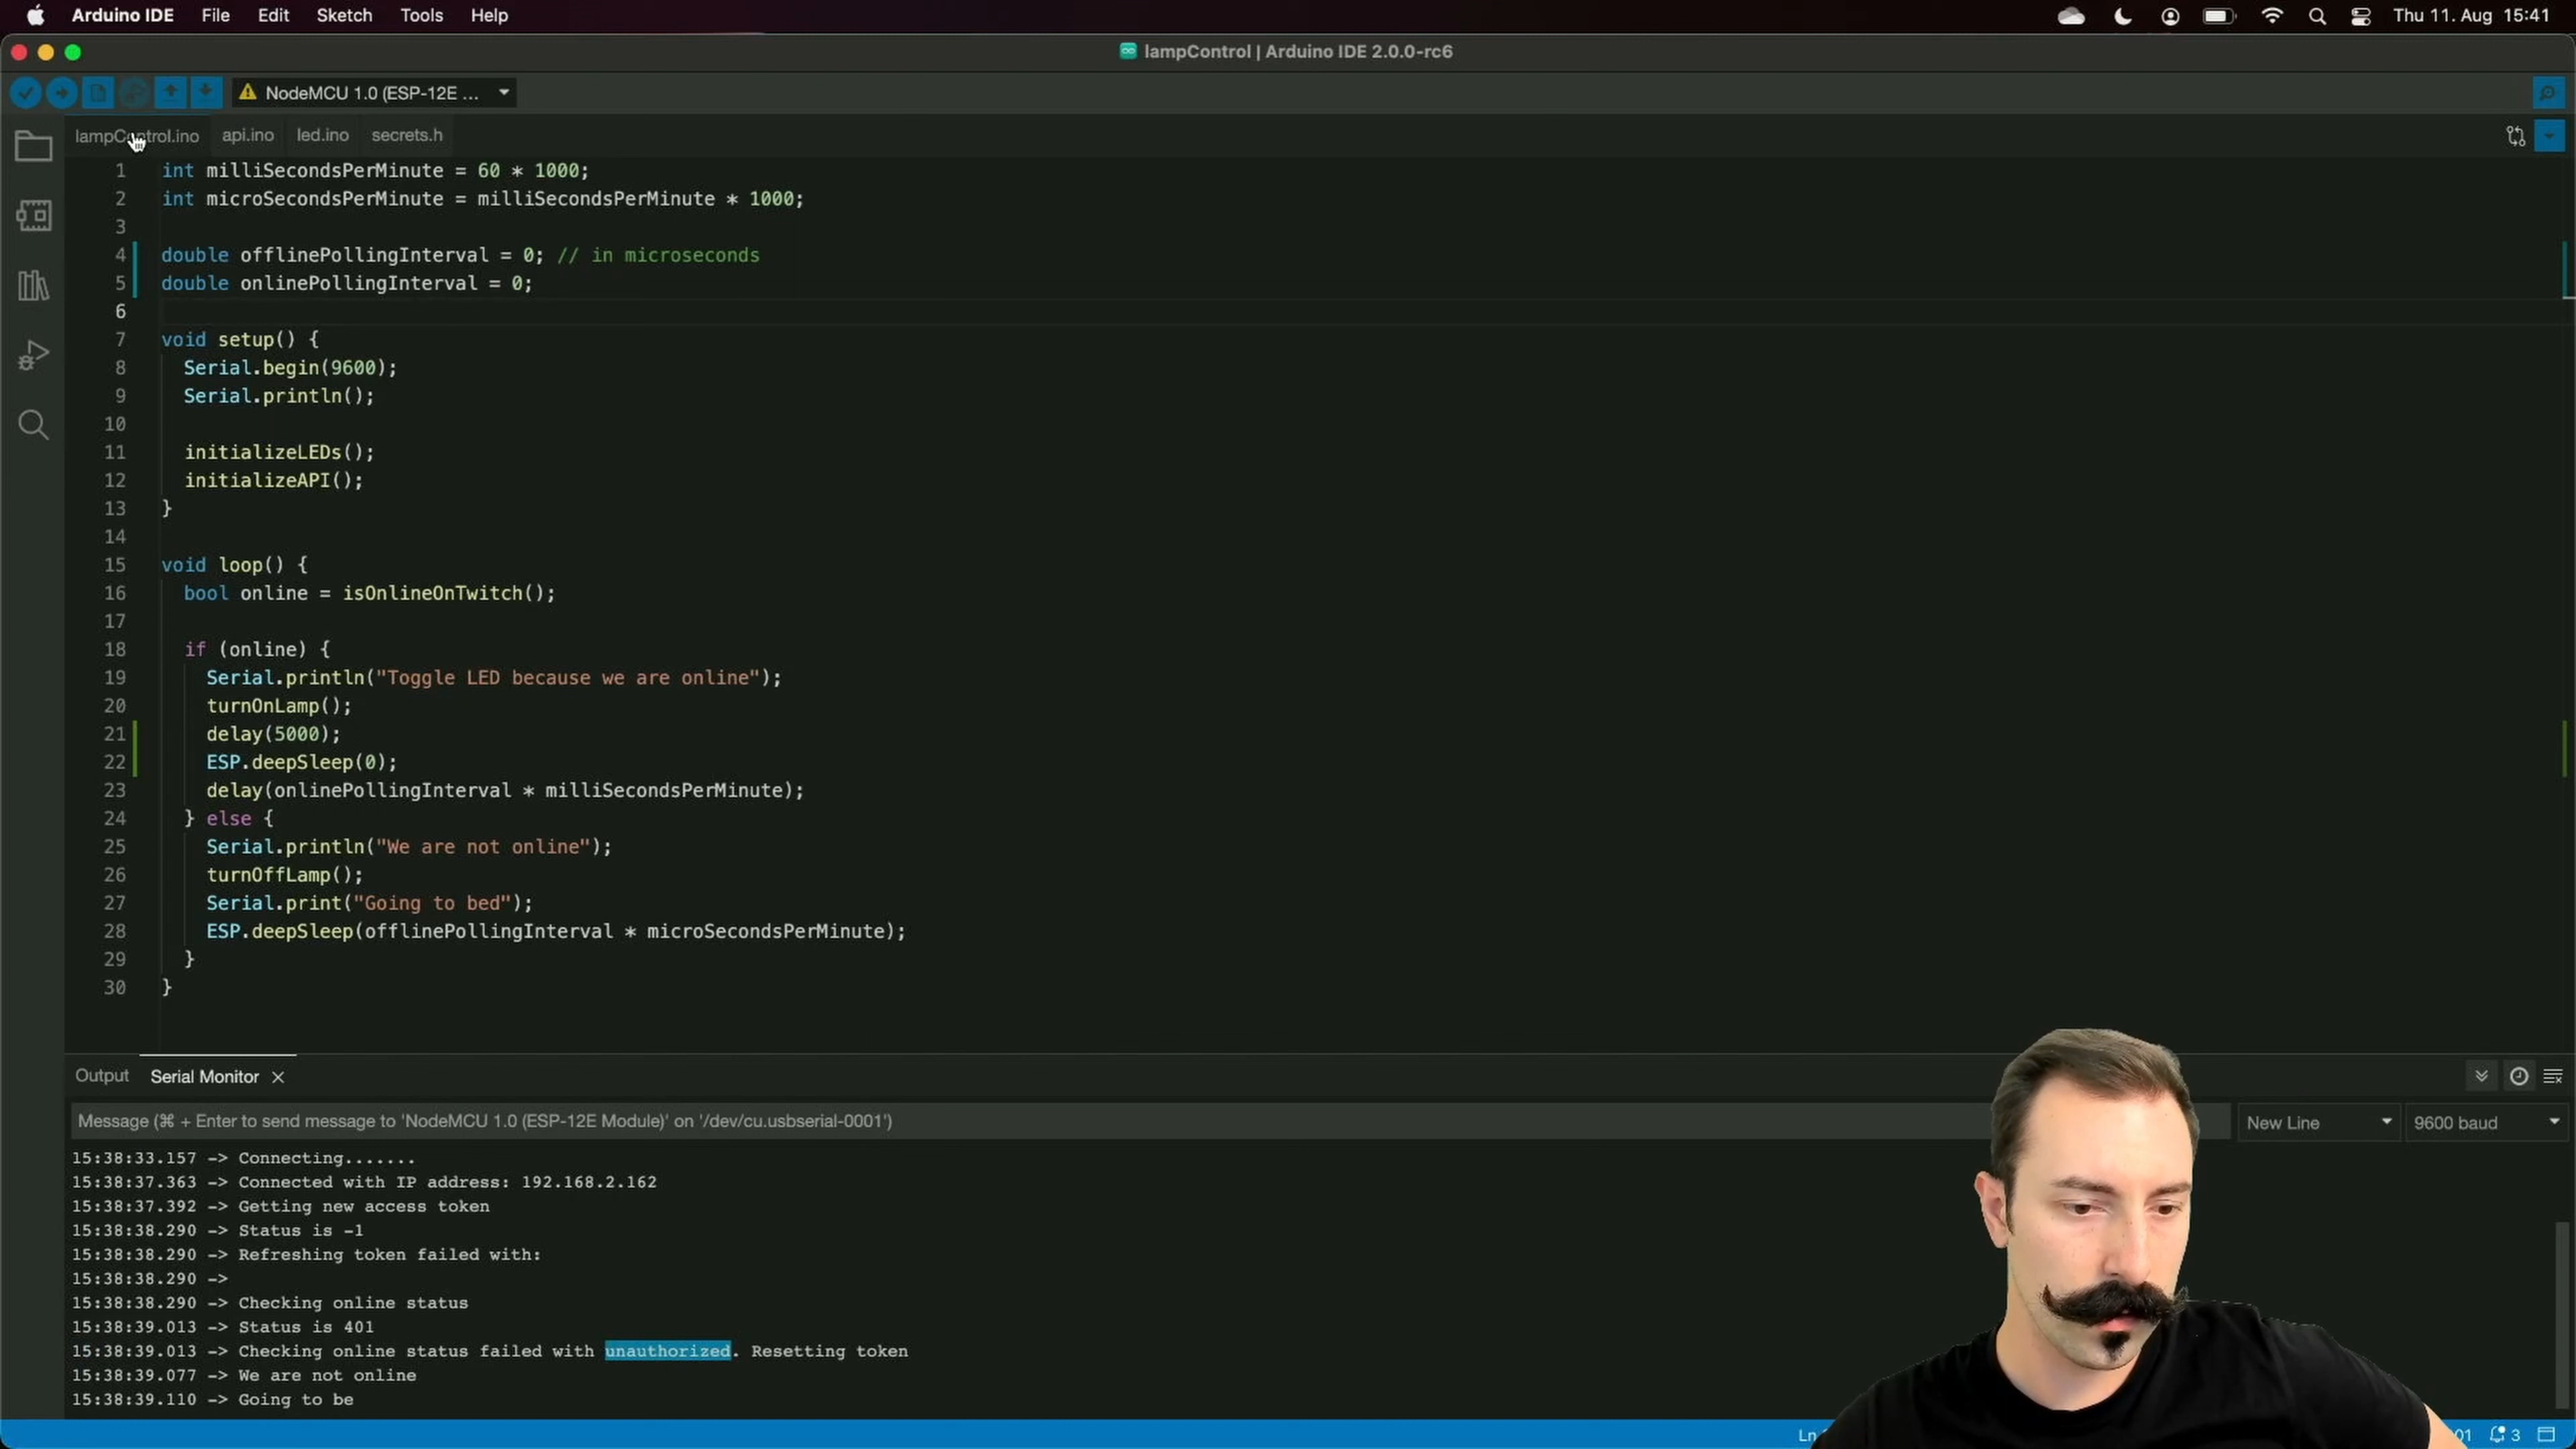 Arduino IDE File Edit Sketch Tools Help Thu 11. Aug 15:41
lampControl | Arduino IDE 2.0.0-rc6
NodeMCU 1.0 (ESP-12E ...
lampControl.ino api.ino led.ino secrets.h
1 int milliSecondsPerMinute = 60 * 1000;
2 int microSecondsPerMinute = milliSecondsPerMinute * 1000;
3
4 double offlinePollingInterval = 0; // in microseconds
5 double onlinePollingInterval = 0;
6
7 void setup() {
8 Serial.begin(9600);
9 Serial.println();
10
11 initializeLEDs();
12 initializeAPI();
13 }
14
15 void loop() {
16 bool online = isOnlineOnTwitch();
17
18 if (online) {
19 Serial.println("Toggle LED because we are online");
20 turnOnLamp();
21 delay(5000);
22 ESP.deepSleep(0);
23 delay(onlinePollingInterval * milliSecondsPerMinute);
24 } else {
25 Serial.println("We are not online");
26 turnOffLamp();
27 Serial.print("Going to bed");
28 ESP.deepSleep(offlinePollingInterval * microSecondsPerMinute);
29 }
30 }
Output Serial Monitor
Message (⌘ + Enter to send message to 'NodeMCU 1.0 (ESP-12E Module)' on '/dev/cu.usbserial-0001') New Line 9600 baud
15:38:33.157 -> Connecting.......
15:38:37.363 -> Connected with IP address: 192.168.2.162
15:38:37.392 -> Getting new access token
15:38:38.290 -> Status is -1
15:38:38.290 -> Refreshing token failed with:
15:38:38.290 ->
15:38:38.290 -> Checking online status
15:38:39.013 -> Status is 401
15:38:39.013 -> Checking online status failed with unauthorized. Resetting token
15:38:39.077 -> We are not online
15:38:39.110 -> Going to be
Ln 01 3